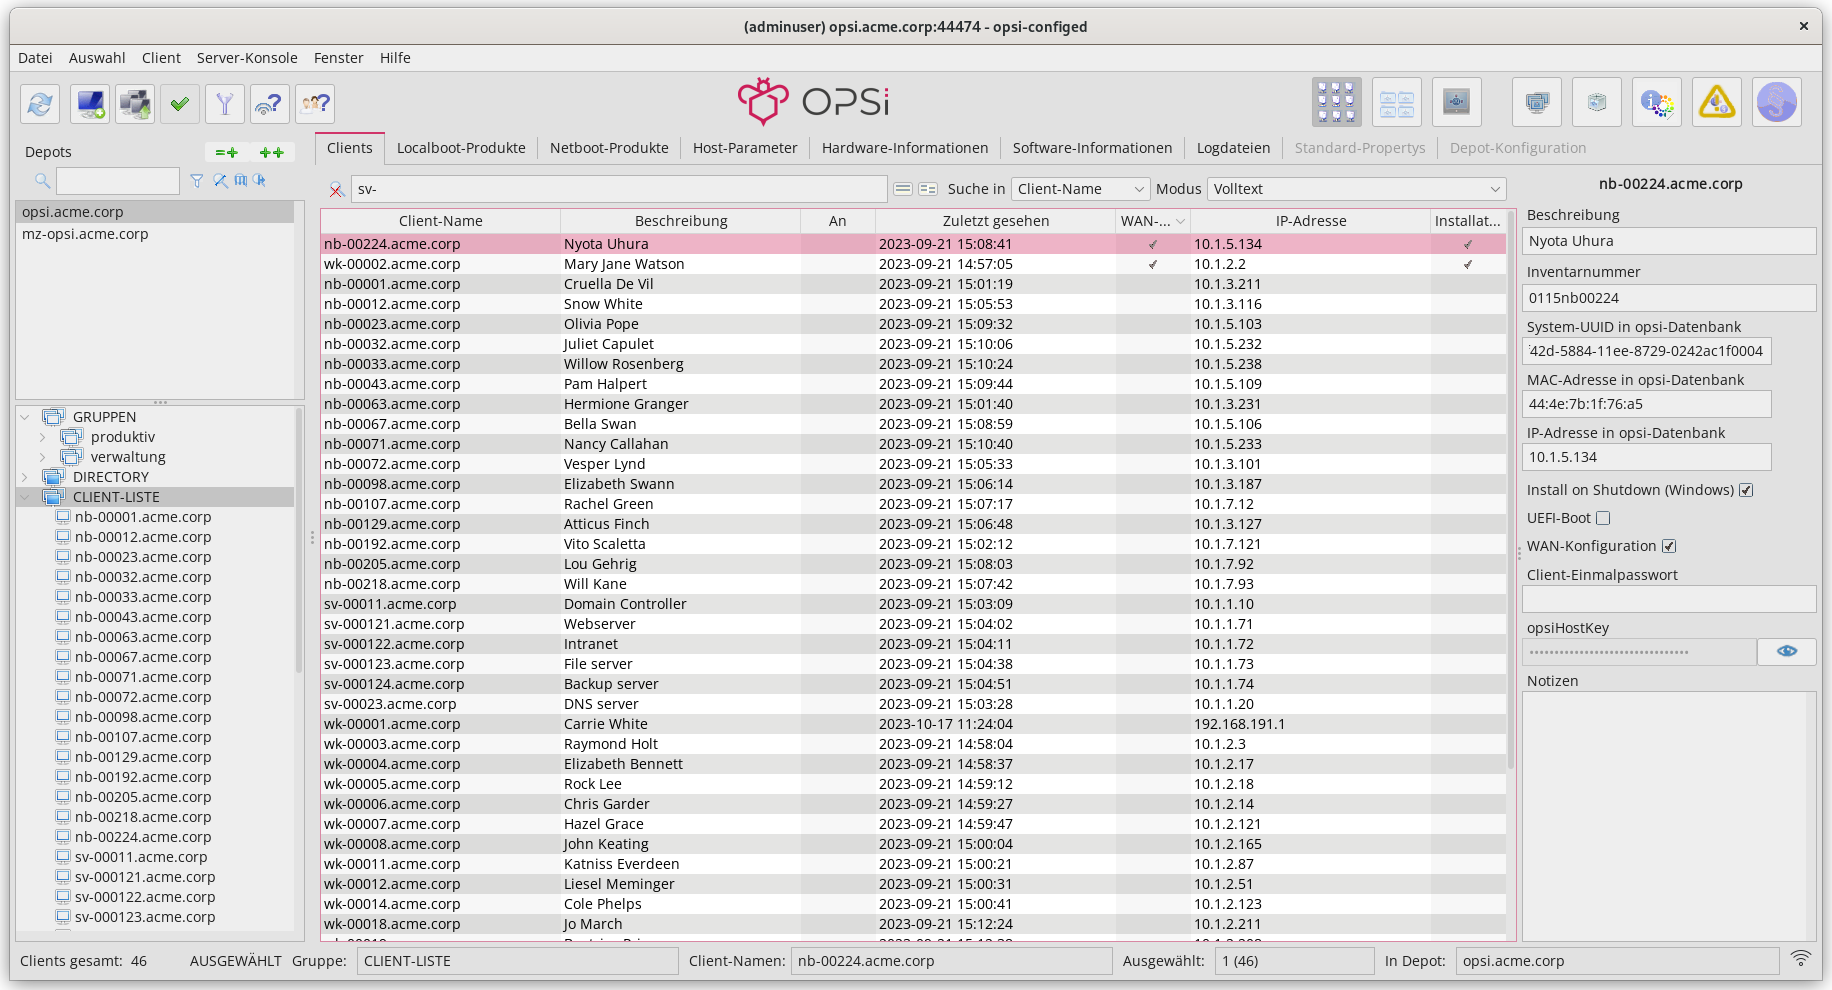 (adminuser) opsi.acme.corp:44474 - opsi-configed
Datei Auswahl Client Server-Konsole Fenster Hilfe
OPSi
Depots
Clients Localboot-Produkte Netboot-Produkte Host-Parameter Hardware-Informationen Software-Informationen Logdateien Standard-Propertys Depot-Konfiguration
sv- Suche in Client-Name Modus Volltext
opsi.acme.corp
mz-opsi.acme.corp
GRUPPEN
produktiv
verwaltung
DIRECTORY
CLIENT-LISTE
nb-00001.acme.corp
nb-00012.acme.corp
nb-00023.acme.corp
nb-00032.acme.corp
nb-00033.acme.corp
nb-00043.acme.corp
nb-00063.acme.corp
nb-00067.acme.corp
nb-00071.acme.corp
nb-00072.acme.corp
nb-00098.acme.corp
nb-00107.acme.corp
nb-00129.acme.corp
nb-00192.acme.corp
nb-00205.acme.corp
nb-00218.acme.corp
nb-00224.acme.corp
sv-00011.acme.corp
sv-000121.acme.corp
sv-000122.acme.corp
sv-000123.acme.corp
Client-Name Beschreibung An Zuletzt gesehen WAN-... IP-Adresse Installat...
nb-00224.acme.corp Nyota Uhura 2023-09-21 15:08:41 ✓ 10.1.5.134 ✓
wk-00002.acme.corp Mary Jane Watson 2023-09-21 14:57:05 ✓ 10.1.2.2 ✓
nb-00001.acme.corp Cruella De Vil 2023-09-21 15:01:19 10.1.3.211
nb-00012.acme.corp Snow White 2023-09-21 15:05:53 10.1.3.116
nb-00023.acme.corp Olivia Pope 2023-09-21 15:09:32 10.1.5.103
nb-00032.acme.corp Juliet Capulet 2023-09-21 15:10:06 10.1.5.232
nb-00033.acme.corp Willow Rosenberg 2023-09-21 15:10:24 10.1.5.238
nb-00043.acme.corp Pam Halpert 2023-09-21 15:09:44 10.1.5.109
nb-00063.acme.corp Hermione Granger 2023-09-21 15:01:40 10.1.3.231
nb-00067.acme.corp Bella Swan 2023-09-21 15:08:59 10.1.5.106
nb-00071.acme.corp Nancy Callahan 2023-09-21 15:10:40 10.1.5.233
nb-00072.acme.corp Vesper Lynd 2023-09-21 15:05:33 10.1.3.101
nb-00098.acme.corp Elizabeth Swann 2023-09-21 15:06:14 10.1.3.187
nb-00107.acme.corp Rachel Green 2023-09-21 15:07:17 10.1.7.12
nb-00129.acme.corp Atticus Finch 2023-09-21 15:06:48 10.1.3.127
nb-00192.acme.corp Vito Scaletta 2023-09-21 15:02:12 10.1.7.121
nb-00205.acme.corp Lou Gehrig 2023-09-21 15:08:03 10.1.7.92
nb-00218.acme.corp Will Kane 2023-09-21 15:07:42 10.1.7.93
sv-00011.acme.corp Domain Controller 2023-09-21 15:03:09 10.1.1.10
sv-000121.acme.corp Webserver 2023-09-21 15:04:02 10.1.1.71
sv-000122.acme.corp Intranet 2023-09-21 15:04:11 10.1.1.72
sv-000123.acme.corp File server 2023-09-21 15:04:38 10.1.1.73
sv-000124.acme.corp Backup server 2023-09-21 15:04:51 10.1.1.74
sv-00023.acme.corp DNS server 2023-09-21 15:03:28 10.1.1.20
wk-00001.acme.corp Carrie White 2023-10-17 11:24:04 192.168.191.1
wk-00003.acme.corp Raymond Holt 2023-09-21 14:58:04 10.1.2.3
wk-00004.acme.corp Elizabeth Bennett 2023-09-21 14:58:37 10.1.2.17
wk-00005.acme.corp Rock Lee 2023-09-21 14:59:12 10.1.2.18
wk-00006.acme.corp Chris Garder 2023-09-21 14:59:27 10.1.2.14
wk-00007.acme.corp Hazel Grace 2023-09-21 14:59:47 10.1.2.121
wk-00008.acme.corp John Keating 2023-09-21 15:00:04 10.1.2.165
wk-00011.acme.corp Katniss Everdeen 2023-09-21 15:00:21 10.1.2.87
wk-00012.acme.corp Liesel Meminger 2023-09-21 15:00:31 10.1.2.51
wk-00014.acme.corp Cole Phelps 2023-09-21 15:00:41 10.1.2.123
wk-00018.acme.corp Jo March 2023-09-21 15:12:24 10.1.2.211
nb-00224.acme.corp
Beschreibung
Nyota Uhura
Inventarnummer
0115nb00224
System-UUID in opsi-Datenbank
42d-5884-11ee-8729-0242ac1f0004
MAC-Adresse in opsi-Datenbank
44:4e:7b:1f:76:a5
IP-Adresse in opsi-Datenbank
10.1.5.134
Install on Shutdown (Windows)
UEFI-Boot
WAN-Konfiguration
Client-Einmalpasswort
opsiHostKey
Notizen
Clients gesamt: 46 AUSGEWÄHLT Gruppe: CLIENT-LISTE Client-Namen: nb-00224.acme.corp Ausgewählt: 1 (46) In Depot: opsi.acme.corp